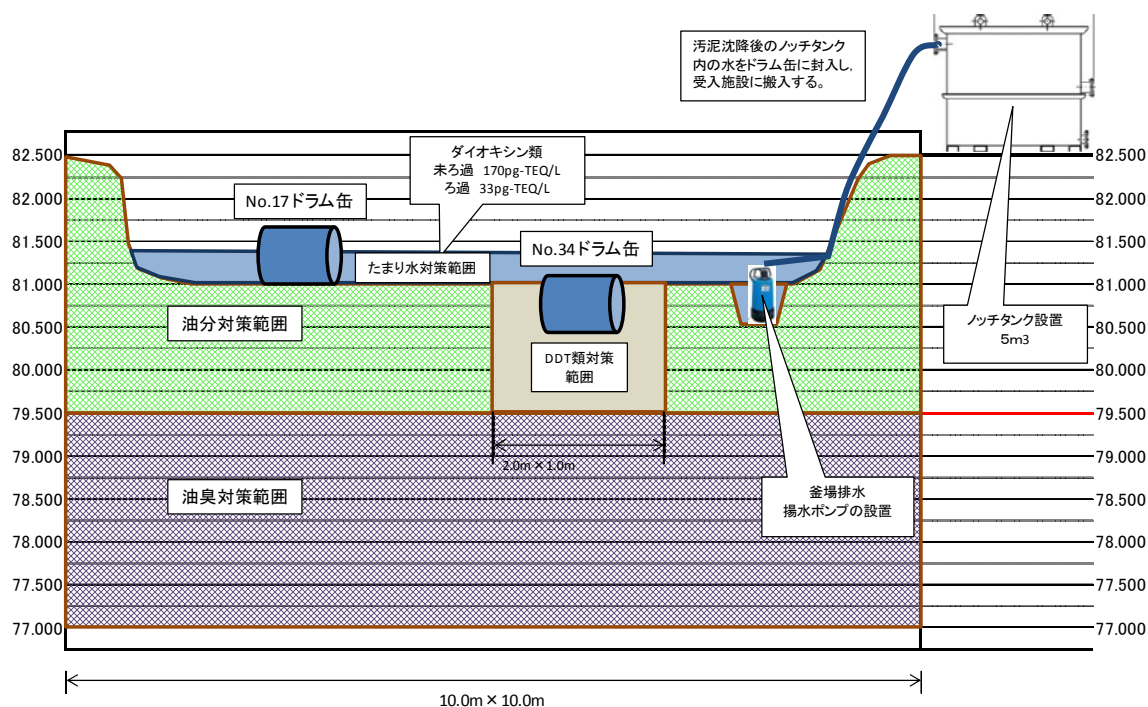 汚泥沈降後のノッチタンク
内の水をドラム缶に封入し、
受入施設に搬入する。
ダイオキシン類
未ろ過 170pg-TEQ/L
ろ過 33pg-TEQ/L
No.17ドラム缶
No.34ドラム缶
たまり水対策範囲
油分対策範囲
DDT類対策
範囲
ノッチタンク設置
5m3
2.0m×1.0m
油臭対策範囲
釜場排水
揚水ポンプの設置
82.500
82.000
81.500
81.000
80.500
80.000
79.500
79.000
78.500
78.000
77.500
77.000
82.500
82.000
81.500
81.000
80.500
80.000
79.500
79.000
78.500
78.000
77.500
77.000
10.0m×10.0m